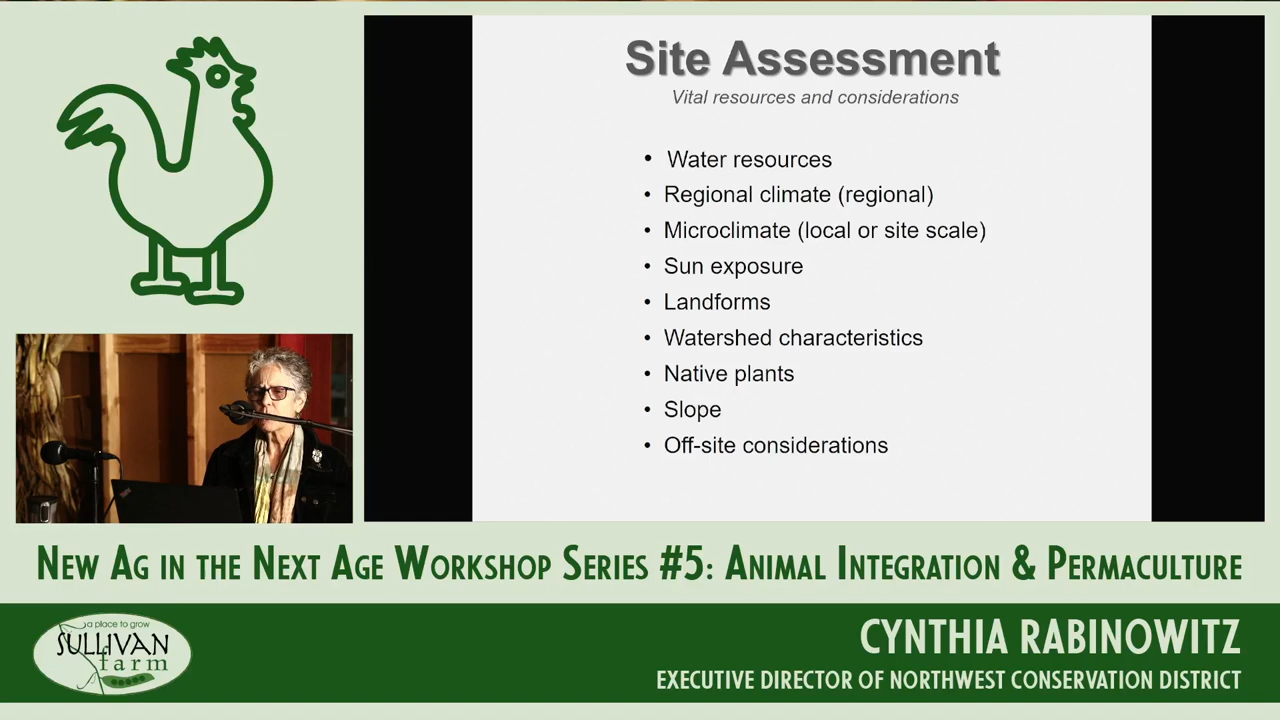 Site Assessment
Vital resources and considerations
• Water resources
• Regional climate (regional)
• Microclimate (local or site scale)
• Sun exposure
• Landforms
• Watershed characteristics
• Native plants
• Slope
• Off-site considerations
New Ag in the Next Age Workshop Series #5: Animal Integration & Permaculture
a place to grow
SULLIVAN
farm
CYNTHIA RABINOWITZ
EXECUTIVE DIRECTOR OF NORTHWEST CONSERVATION DISTRICT